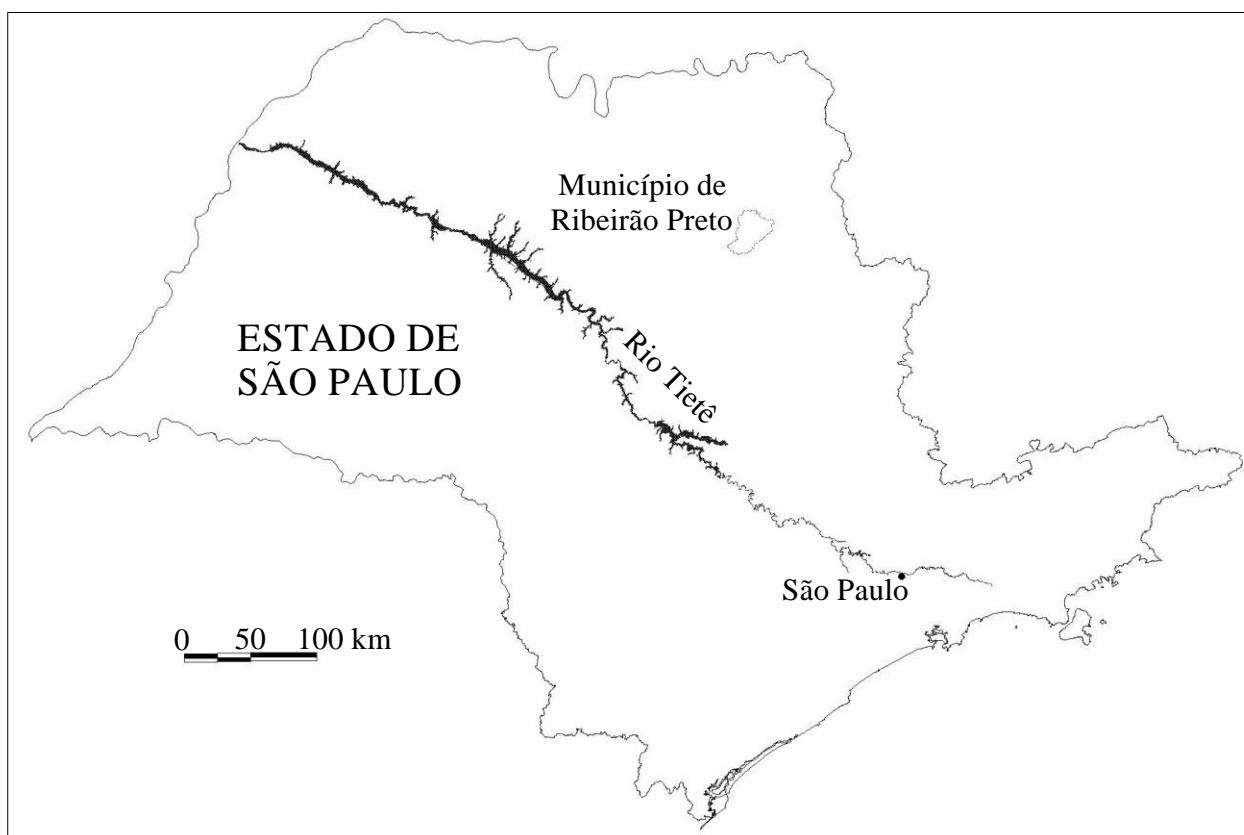 Município de
Ribeirão Preto
ESTADO DE
SÃO PAULO
Rio Tietê
São Paulo
0 50 100 km